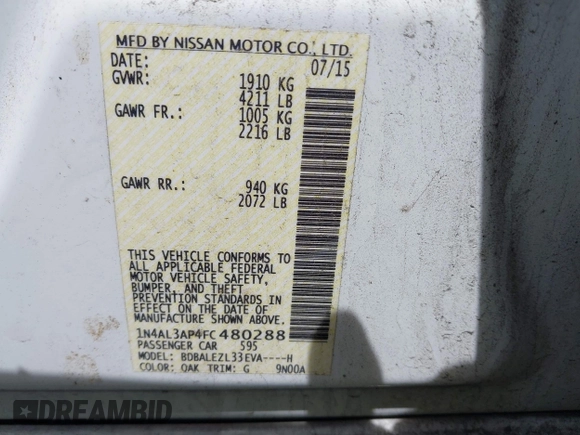 MFD BY NISSAN MOTOR CO., LTD.
DATE: 07/15
GVWR: 1910 KG
4211 LB
GAWR FR.: 1005 KG
2216 LB
GAWR RR.: 940 KG
2072 LB
THIS VEHICLE CONFORMS TO
ALL APPLICABLE FEDERAL
MOTOR VEHICLE SAFETY,
BUMPER, AND THEFT
PREVENTION STANDARDS
IN EFFECT ON THE DATE OF
MANUFACTURE SHOWN ABOVE.
1N4AL3AP4FC480288
PASSENGER CAR 595
MODEL: BDBALEZL33EVA----H
COLOR: QAK TRIM: G 9N00A
DREAMBID